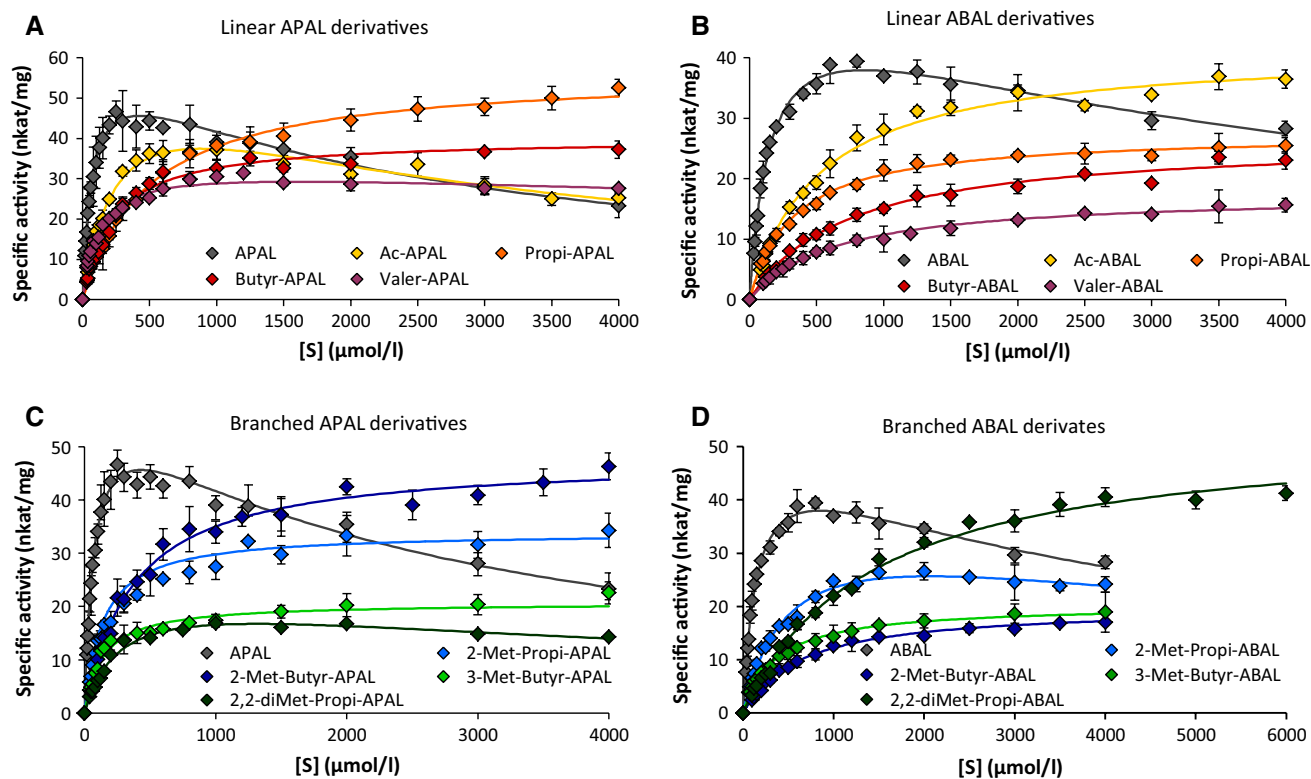 A
Linear APAL derivatives
Specific activity (nkat/mg)
60
50
40
30
20
10
0
APAL
Ac-APAL
Propi-APAL
Butyr-APAL
Valer-APAL
0 500 1000 1500 2000 2500 3000 3500 4000
[S] (µmol/l)
B
Linear ABAL derivatives
Specific activity (nkat/mg)
40
30
20
10
0
ABAL
Ac-ABAL
Propi-ABAL
Butyr-ABAL
Valer-ABAL
0 500 1000 1500 2000 2500 3000 3500 4000
[S] (µmol/l)
C
Branched APAL derivatives
Specific activity (nkat/mg)
50
40
30
20
10
0
APAL
2-Met-Propi-APAL
2-Met-Butyr-APAL
3-Met-Butyr-APAL
2,2-diMet-Propi-APAL
0 1000 2000 3000 4000
[S] (µmol/l)
D
Branched ABAL derivates
Specific activity (nkat/mg)
50
40
30
20
10
0
ABAL
2-Met-Propi-ABAL
2-Met-Butyr-ABAL
3-Met-Butyr-ABAL
2,2-diMet-Propi-ABAL
0 1000 2000 3000 4000 5000 6000
[S] (µmol/l)